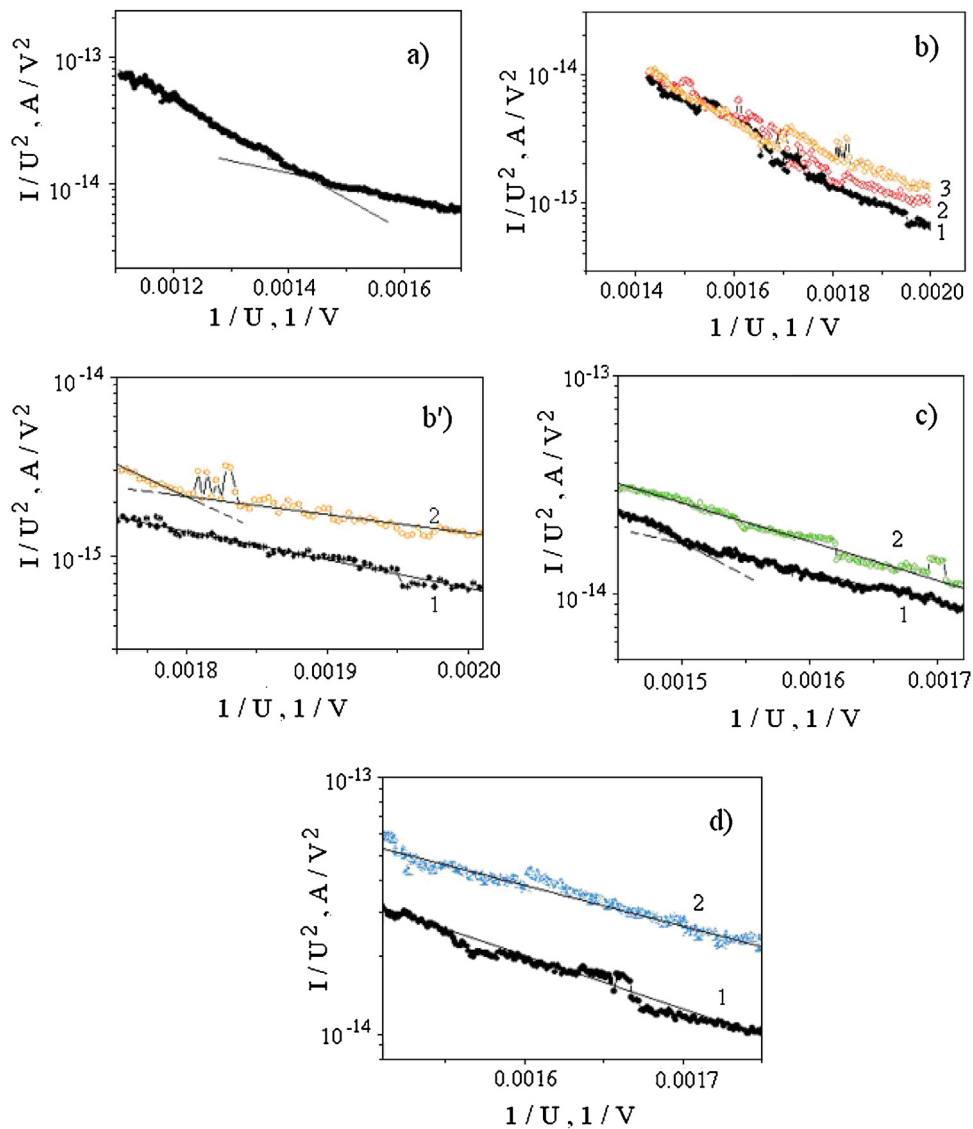 a)
I / U², A / V²
10⁻¹³
10⁻¹⁴
0.0012 0.0014 0.0016
1 / U , 1 / V
b)
I / U², A / V²
10⁻¹⁴
10⁻¹⁵
3
2
1
0.0014 0.0016 0.0018 0.0020
1 / U , 1 / V
b')
I / U², A / V²
10⁻¹⁴
10⁻¹⁵
2
1
0.0018 0.0019 0.0020
1 / U , 1 / V
c)
I / U², A / V²
10⁻¹³
10⁻¹⁴
2
1
0.0015 0.0016 0.0017
1 / U , 1 / V
d)
I / U², A / V²
10⁻¹³
10⁻¹⁴
2
1
0.0016 0.0017
1 / U , 1 / V